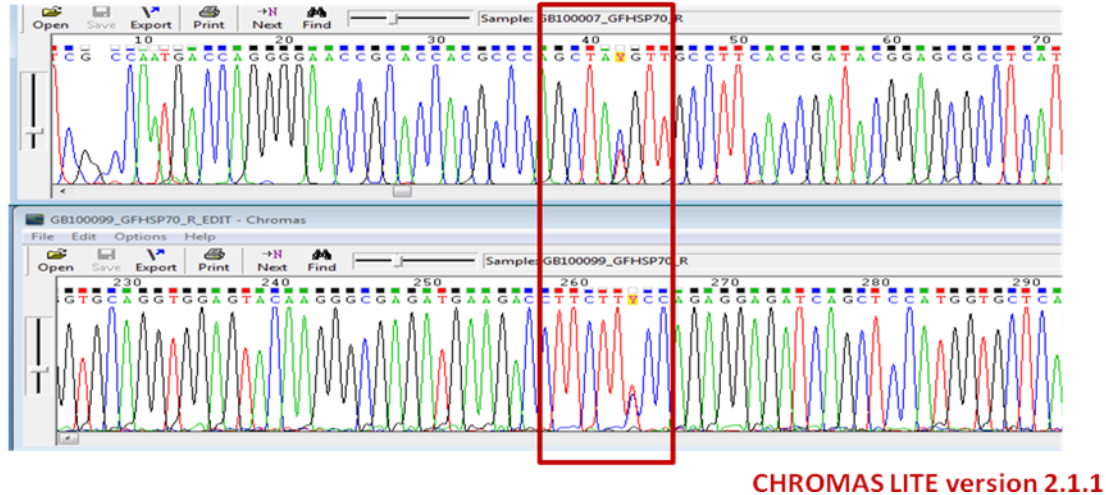 Open Save Export Print →N Next Find Sample: GB100007_GFHSP70_R
10 20 30 40 50 60 70
TCG CCAATGACCAGGGGAACCGCACCACGCCCAGCTAYGTTGCCTTCACCGATACGGAGCGCCTCAT
GB100099_GFHSP70_R_EDIT - Chromas
File Edit Options Help
Open Save Export Print →N Next Find Sample: GB100099_GFHSP70_R
230 240 250 260 270 280 290
GTGCAGGTGGAGTACAAGGGCGAGATGAAGACCTTCTTYCCAGAGGAGATCAGCTCCATGGTGCTCA
CHROMAS LITE version 2.1.1